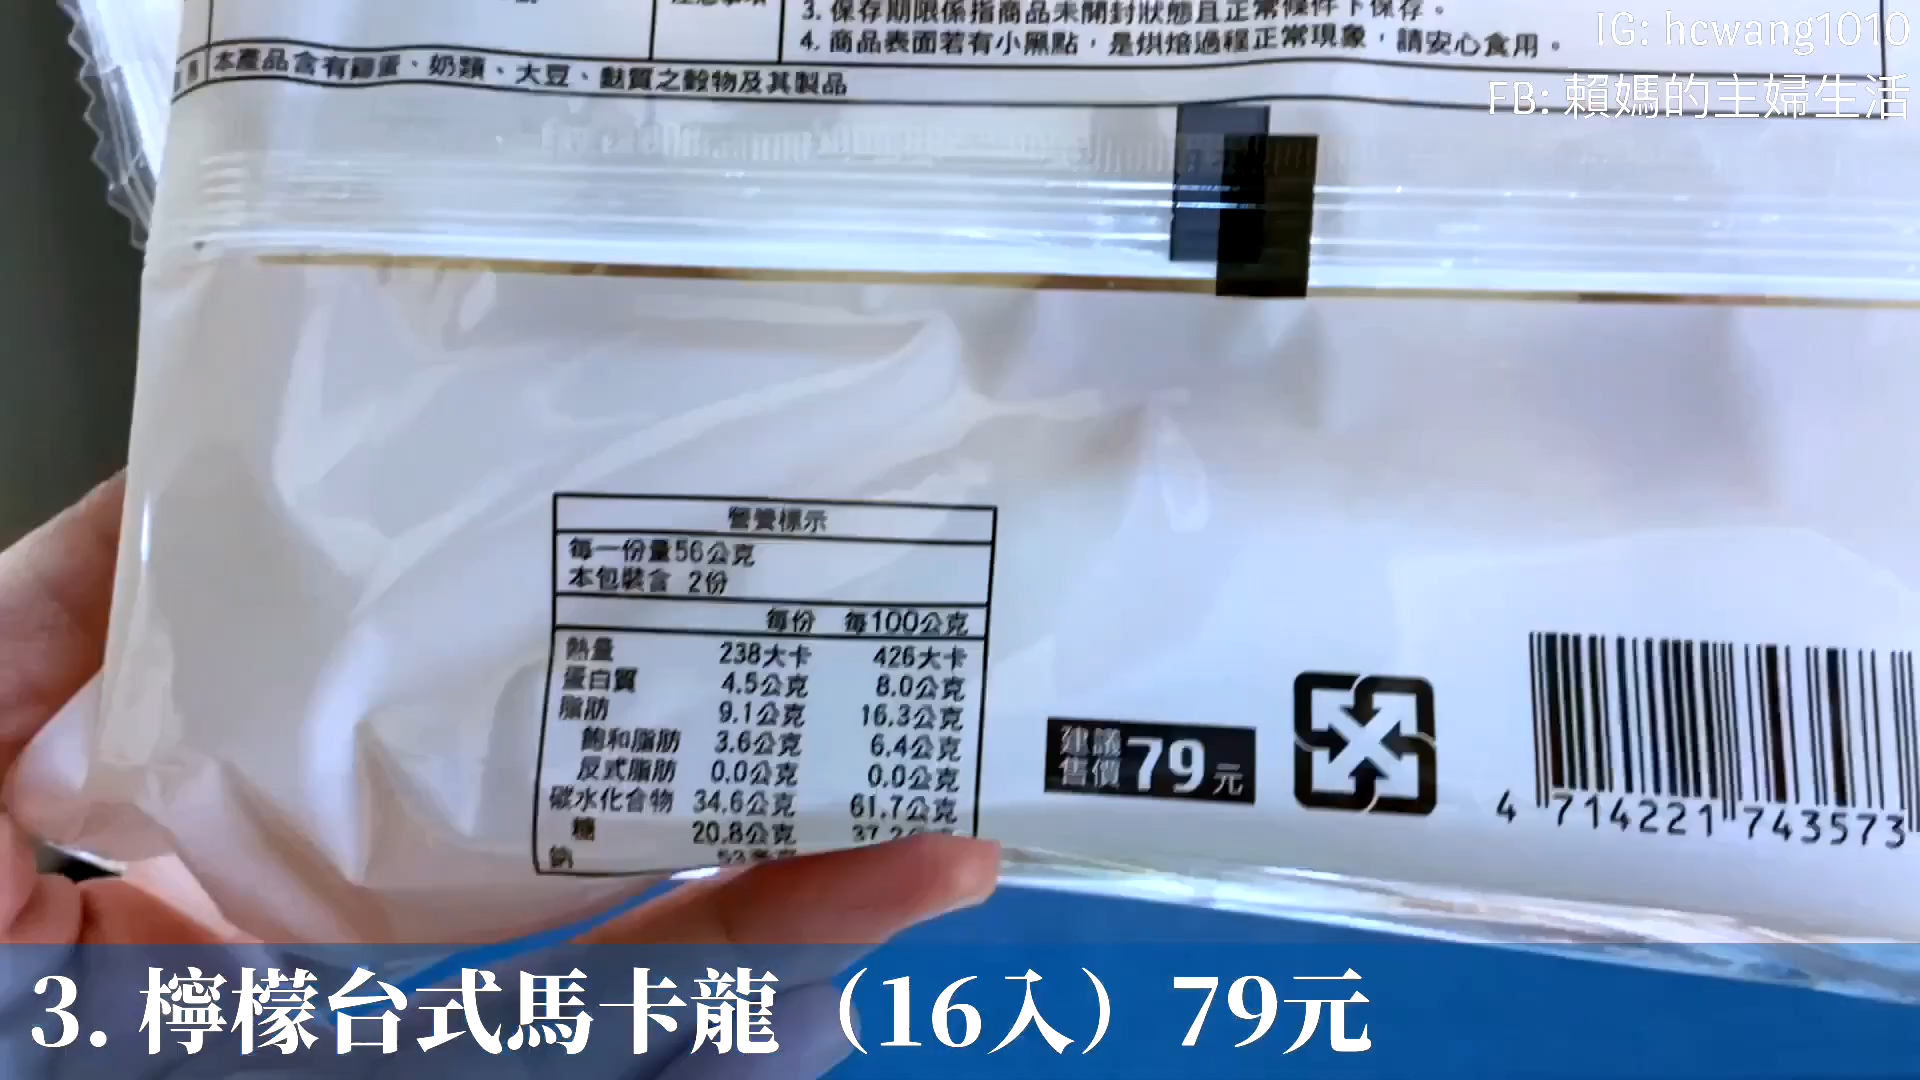 3. 保存期限係指商品未開封狀態且正常條件下保存。
4. 商品表面若有小黑點，是烘焙過程正常現象，請安心食用。
本產品含有雞蛋、奶類、大豆、麩質之穀物及其製品
IG: hcwang1010
FB: 賴媽的主婦生活
營養標示
每一份量56公克
本包裝含 2份
每份 每100公克
熱量 238大卡 426大卡
蛋白質 4.5公克 8.0公克
脂肪 9.1公克 16.3公克
飽和脂肪 3.6公克 6.4公克
反式脂肪 0.0公克 0.0公克
碳水化合物 34.6公克 61.7公克
糖 20.8公克 37.2公克
鈉
建議
售價 79元
4 714221 743573
3. 檸檬台式馬卡龍（16入）79元